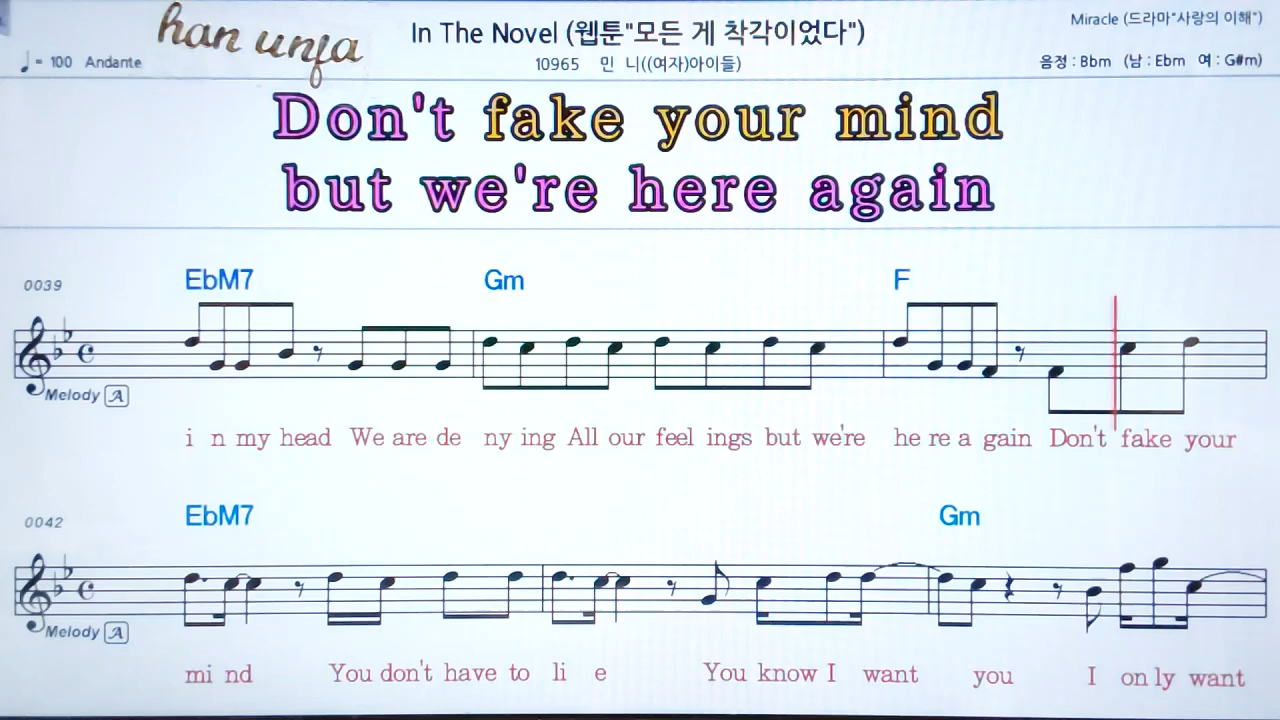 han unfa
In The Novel (웹툰"모든 게 착각이었다")
Miracle (드라마"사랑의 이해")
♩= 100 Andante
10965 민 니((여자)아이들)
음정 : Bbm (남 : Ebm 여 : G#m)
Don't fake your mind
but we're here again
0039
EbM7 Gm F
Melody A
i n my head We are de ny ing All our feel ings but we're he re a gain Don't fake your
0042
EbM7 Gm
Melody A
mi nd You don't have to li e You know I want you I on ly want